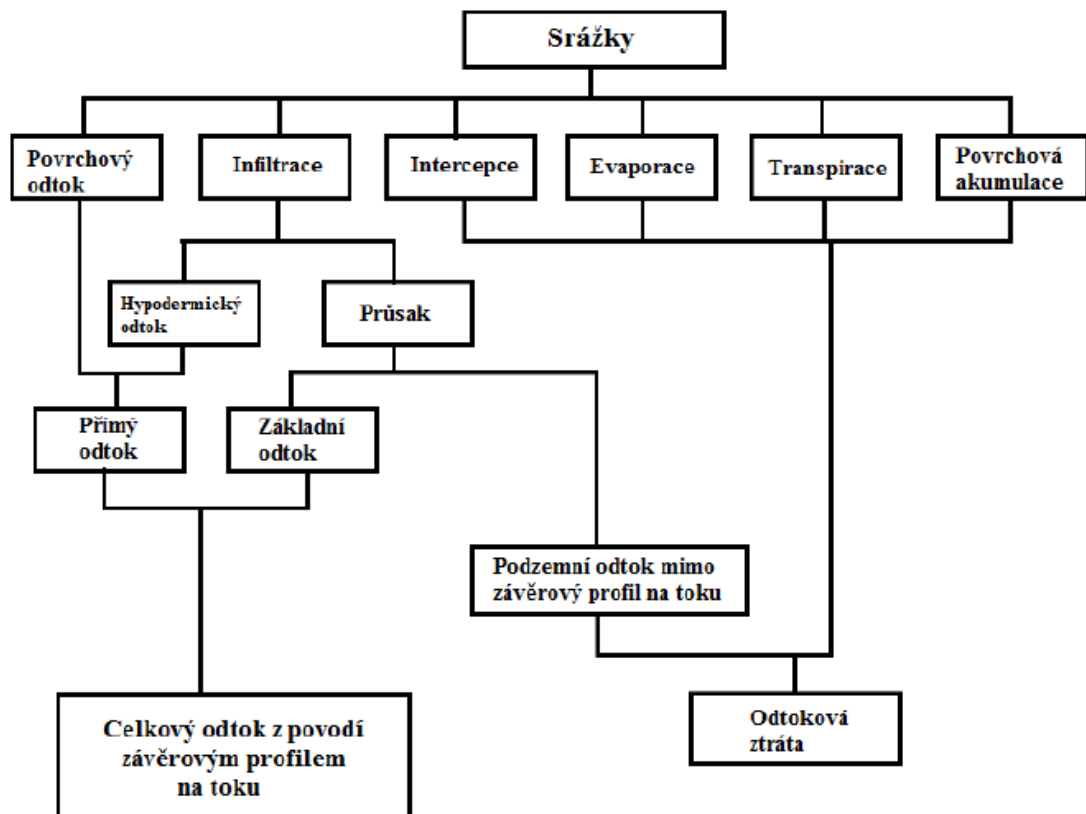 Srážky
Povrchový
odtok
Infiltrace
Intercepce
Evaporace
Transpirace
Povrchová
akumulace
Hypodermický
odtok
Průsak
Přímý
odtok
Základní
odtok
Podzemní odtok mimo
závěrový profil na toku
Celkový odtok z povodí
závěrovým profilem
na toku
Odtoková
ztráta